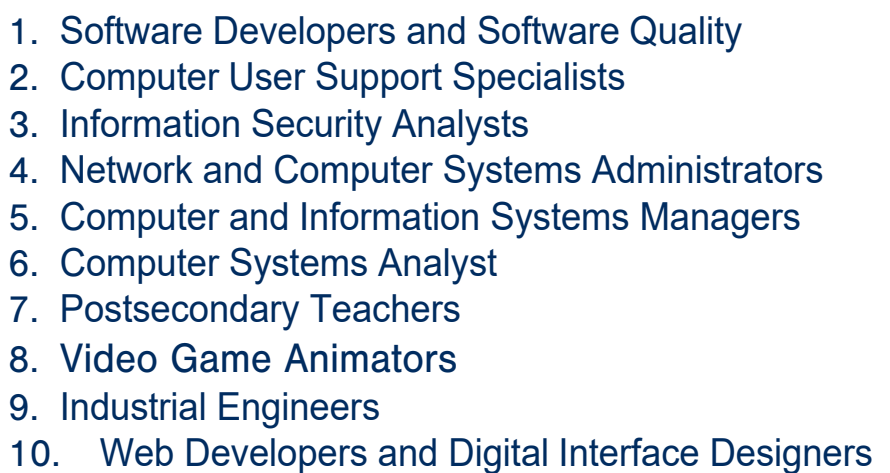 1. Software Developers and Software Quality
2. Computer User Support Specialists
3. Information Security Analysts
4. Network and Computer Systems Administrators
5. Computer and Information Systems Managers
6. Computer Systems Analyst
7. Postsecondary Teachers
8. Video Game Animators
9. Industrial Engineers
10. Web Developers and Digital Interface Designers